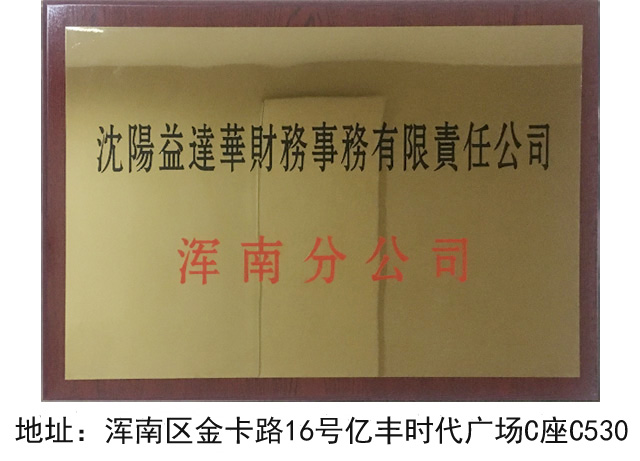 沈陽益達華財務事務有限責任公司
浑南分公司
地址：浑南区金卡路16号亿丰时代广场C座C530